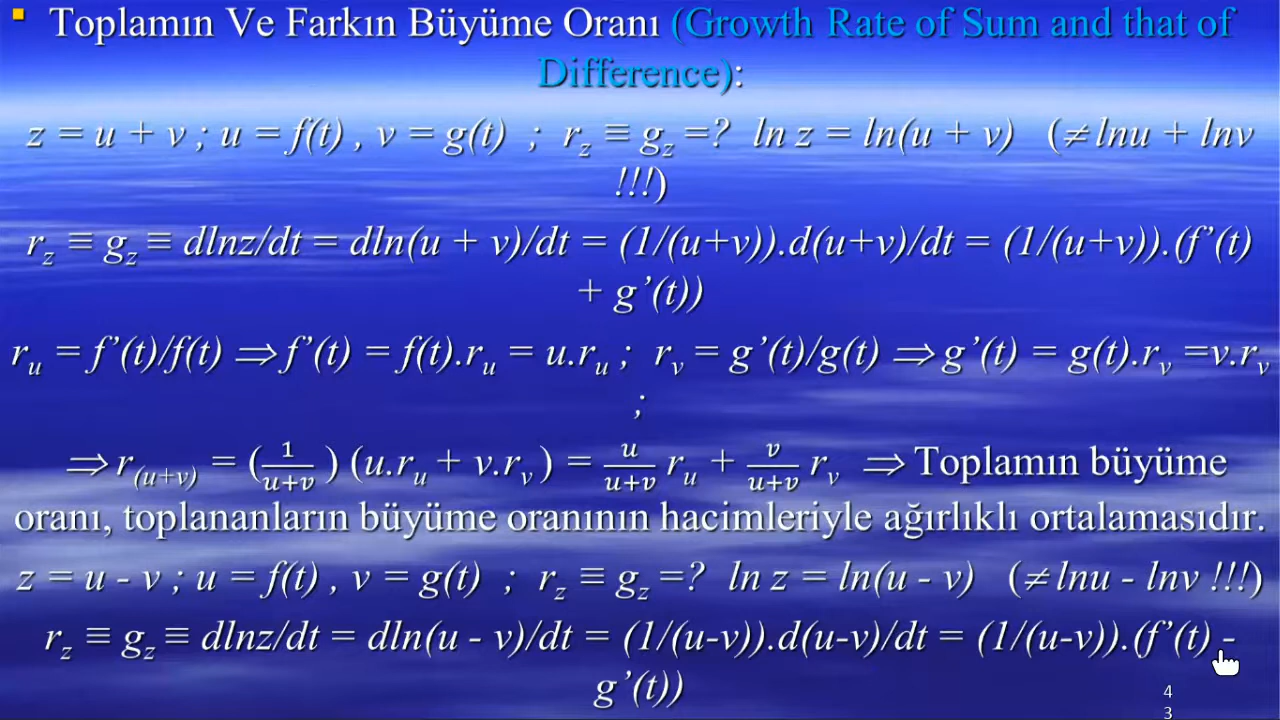 ▪ Toplamın Ve Farkın Büyüme Oranı (Growth Rate of Sum and that of
Difference):
z = u + v ; u = f(t) , v = g(t) ; r_z ≡ g_z =? ln z = ln(u + v) (≠ lnu + lnv
!!!)
r_z ≡ g_z ≡ dlnz/dt = dln(u + v)/dt = (1/(u+v)).d(u+v)/dt = (1/(u+v)).(f’(t)
+ g’(t))
r_u = f’(t)/f(t) ⇒ f’(t) = f(t).r_u = u.r_u ; r_v = g’(t)/g(t) ⇒ g’(t) = g(t).r_v =v.r_v
;
⇒ r_(u+v) = (1/(u+v)) (u.r_u + v.r_v ) = u/(u+v) r_u + v/(u+v) r_v ⇒ Toplamın büyüme
oranı, toplananların büyüme oranının hacimleriyle ağırlıklı ortalamasıdır.
z = u - v ; u = f(t) , v = g(t) ; r_z ≡ g_z =? ln z = ln(u - v) (≠ lnu - lnv !!!)
r_z ≡ g_z ≡ dlnz/dt = dln(u - v)/dt = (1/(u-v)).d(u-v)/dt = (1/(u-v)).(f’(t) -
g’(t))
4
3